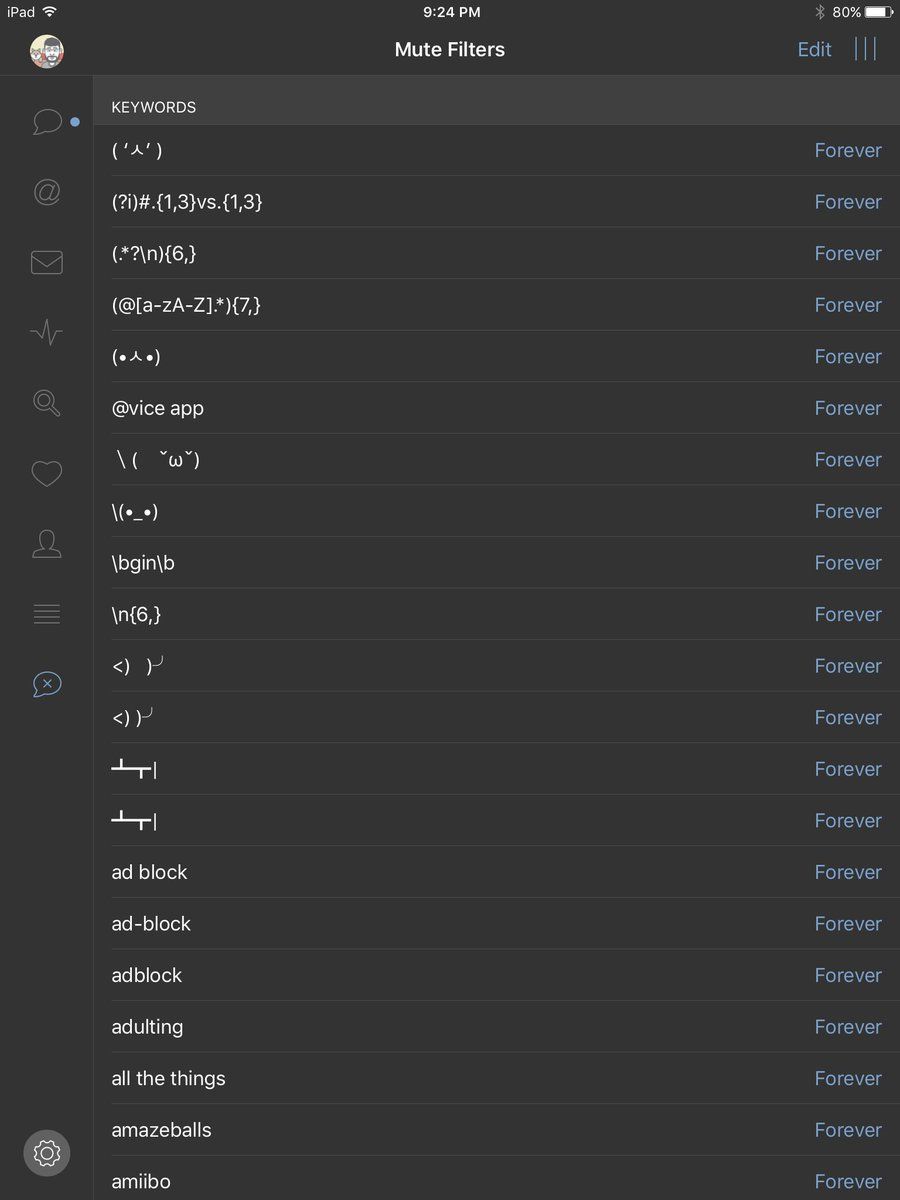 iPad 9:24 PM 80%
Mute Filters Edit
KEYWORDS
( ‘ㅅ’ ) Forever
(?i)#.{1,3}vs.{1,3} Forever
(.*?\n){6,} Forever
(@[a-zA-Z].*){7,} Forever
(•ㅅ•) Forever
@vice app Forever
\ (　ˇωˇ) Forever
\(•_•) Forever
\bgin\b Forever
\n{6,} Forever
<)   )╯ Forever
<) )╯ Forever
┻┳| Forever
┻┳| Forever
ad block Forever
ad-block Forever
adblock Forever
adulting Forever
all the things Forever
amazeballs Forever
amiibo Forever